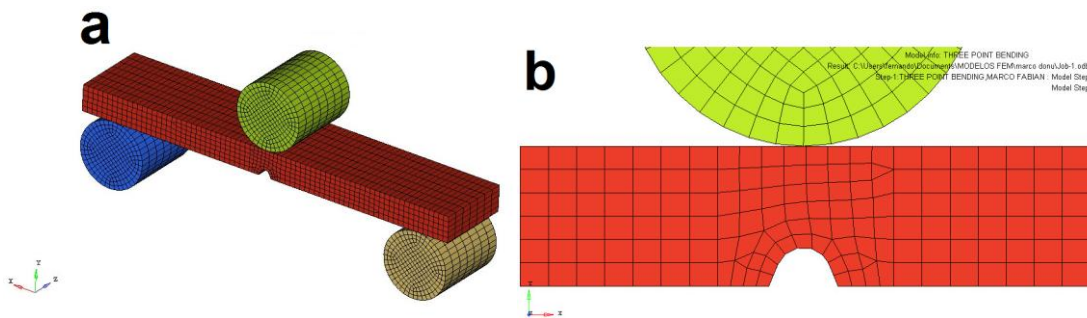 a
b
Model info: THREE POINT BENDING
Result: C:\Users\fernando\Documents\MODELOS FEM\marco donu\Job-1.odb
Step-1:THREE POINT BENDING,MARCO FABIAN : Model Step
Model Step
Y
X
Z
Y
X